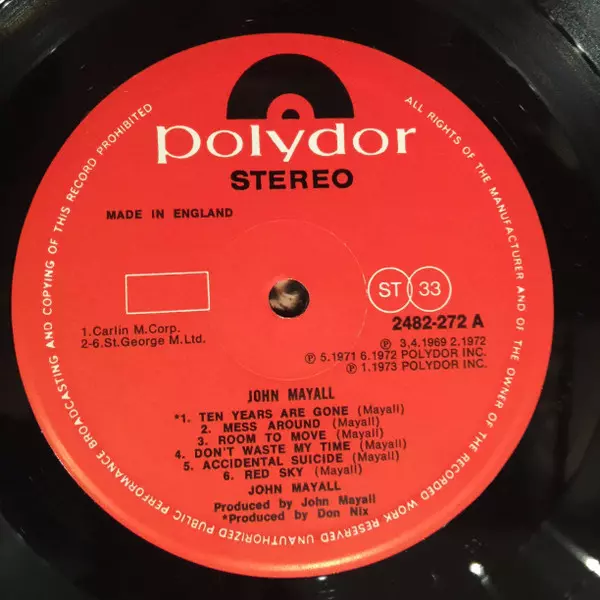 polydor
STEREO
MADE IN ENGLAND
ST 33
2482-272 A
1.Carlin M.Corp.
2-6.St.George M.Ltd.
Ⓟ 3,4.1969 2.1972
Ⓟ 5.1971 6.1972 POLYDOR INC.
Ⓟ 1.1973 POLYDOR INC.
JOHN MAYALL
*1. TEN YEARS ARE GONE (Mayall)
2. MESS AROUND (Mayall)
3. ROOM TO MOVE (Mayall)
4. DON'T WASTE MY TIME (Mayall)
5. ACCIDENTAL SUICIDE (Mayall)
6. RED SKY (Mayall)
JOHN MAYALL
Produced by John Mayall
*Produced by Don Nix
ALL RIGHTS OF THE MANUFACTURER AND OF THE OWNER OF THE RECORDED WORK RESERVED UNAUTHORIZED PUBLIC PERFORMANCE BROADCASTING AND COPYING OF THIS RECORD PROHIBITED